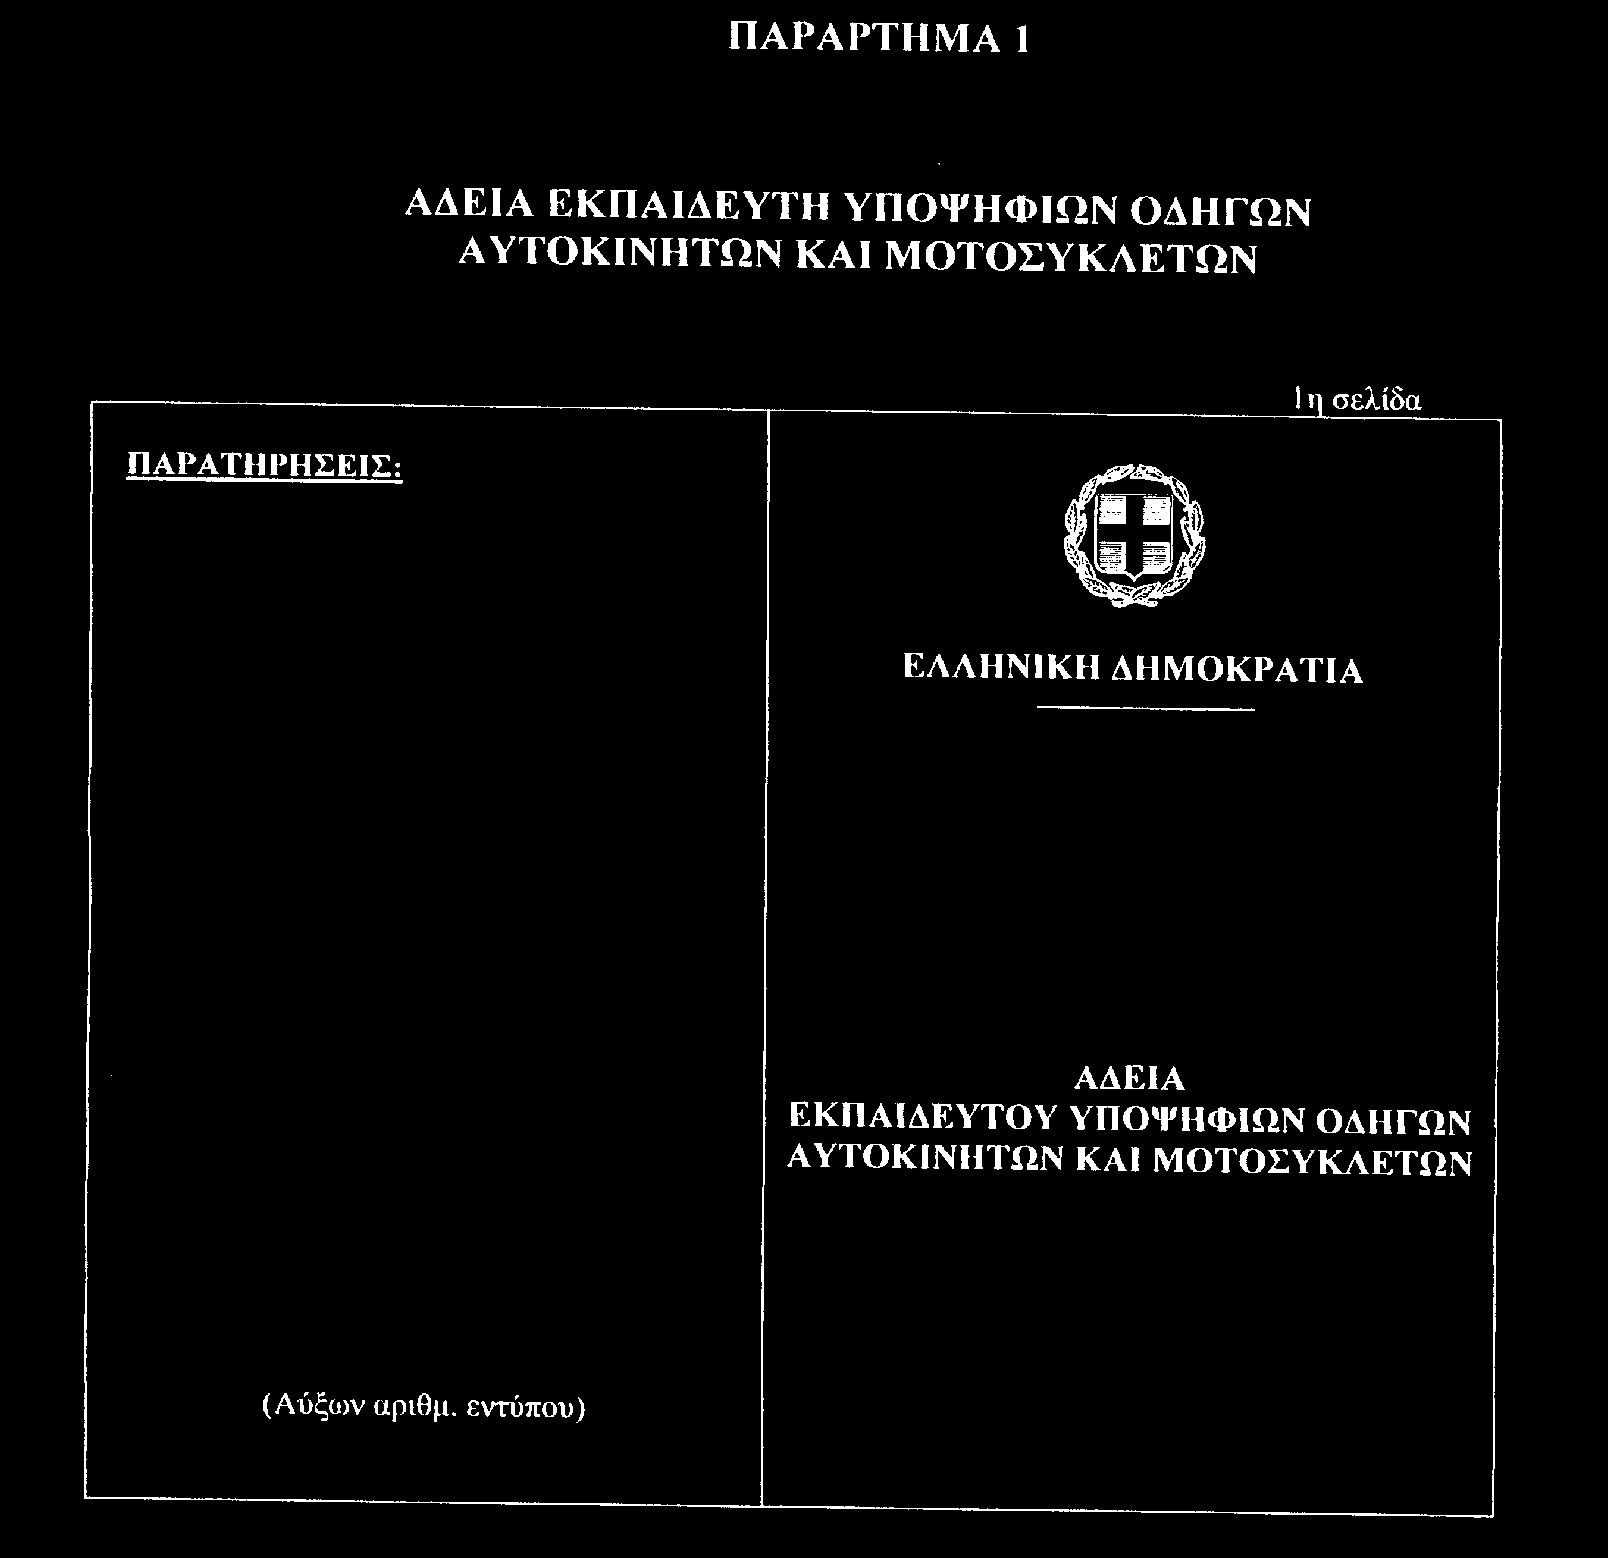 ΠΑΡΑΡΤΗΜΑ 1
ΑΔΕΙΑ ΕΚΠΑΙΔΕΥΤΗ ΥΠΟΨΗΦΙΩΝ ΟΔΗΓΩΝ
ΑΥΤΟΚΙΝΗΤΩΝ ΚΑΙ ΜΟΤΟΣΥΚΛΕΤΩΝ
1η σελίδα
ΠΑΡΑΤΗΡΗΣΕΙΣ:
(Αύξων αριθμ. εντύπου)
ΕΛΛΗΝΙΚΗ ΔΗΜΟΚΡΑΤΙΑ
ΑΔΕΙΑ
ΕΚΠΑΙΔΕΥΤΟΥ ΥΠΟΨΗΦΙΩΝ ΟΔΗΓΩΝ
ΑΥΤΟΚΙΝΗΤΩΝ ΚΑΙ ΜΟΤΟΣΥΚΛΕΤΩΝ